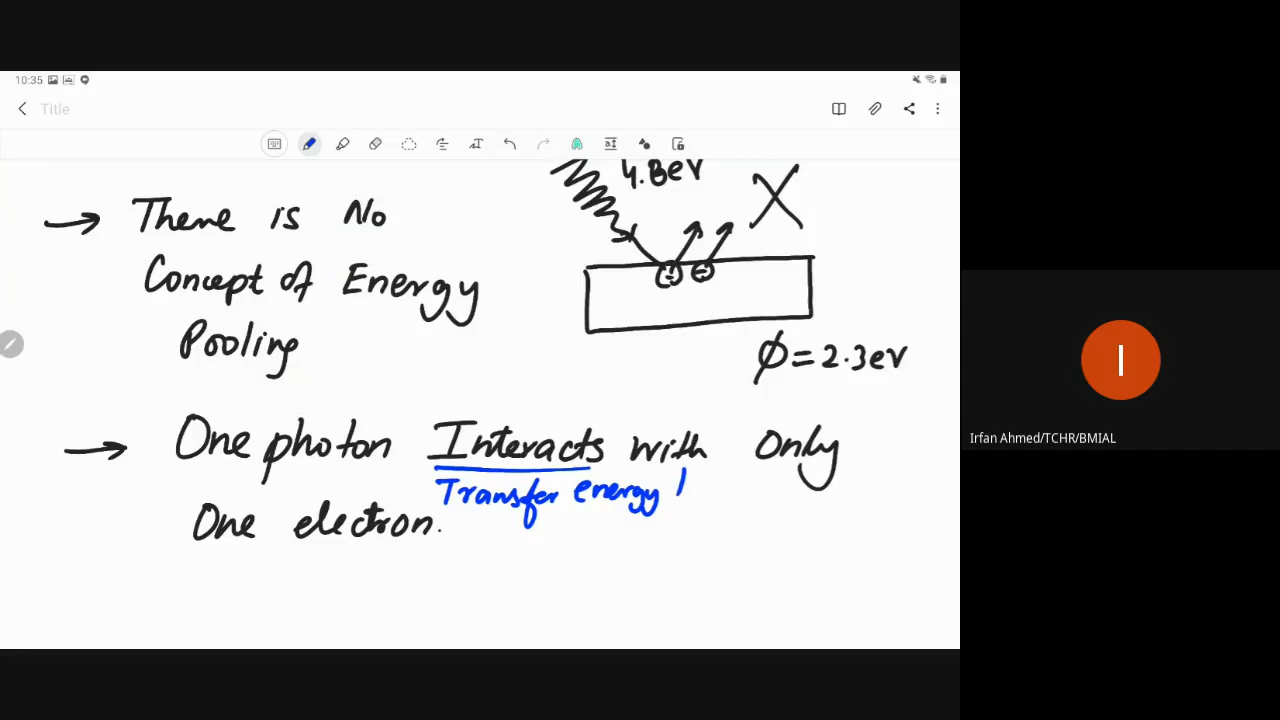 10:35
Title
4.8ev
→ There is No
Concept of Energy
Pooling
X
φ = 2.3ev
→ One photon Interacts with Only
Transfer energy
One electron.
I
Irfan Ahmed/TCHR/BMIAL